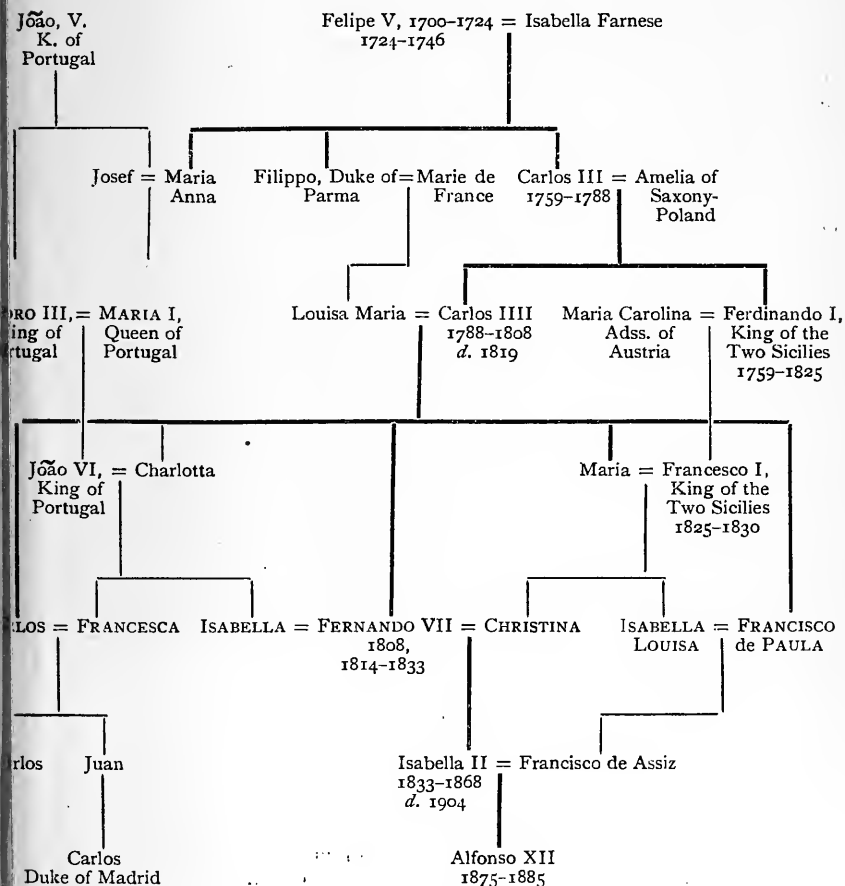 João, V.
K. of
Portugal
Felipe V, 1700–1724 = Isabella Farnese
1724–1746
Josef = Maria
Anna
Filippo, Duke of = Marie de
Parma France
Carlos III = Amelia of
1759–1788 Saxony-
Poland
III, = MARIA I,
of Queen of
Portugal
Louisa Maria = Carlos IIII
1788–1808
d. 1819
Maria Carolina = Ferdinando I,
Adss. of King of the
Austria Two Sicilies
1759–1825
João VI, = Charlotta
King of
Portugal
Maria = Francesco I,
King of the
Two Sicilies
1825–1830
= FRANCESCA ISABELLA = FERNANDO VII = CHRISTINA
1808,
1814–1833
ISABELLA = FRANCISCO
LOUISA de PAULA
Juan
Isabella II = Francisco de Assiz
1833–1868
d. 1904
Carlos
Duke of Madrid
Alfonso XII
1875–1885